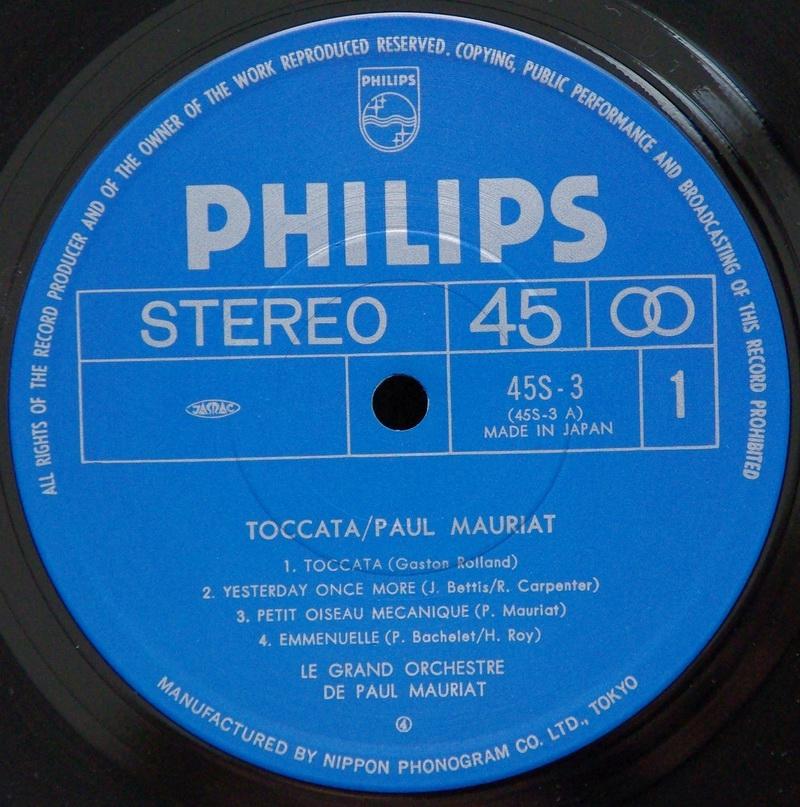 ALL RIGHTS OF THE RECORD PRODUCER AND OF THE OWNER OF THE WORK REPRODUCED RESERVED. COPYING, PUBLIC PERFORMANCE AND BROADCASTING OF THIS RECORD PROHIBITED
PHILIPS
PHILIPS
STEREO 45
JASRAC 45S-3 1
(45S-3 A)
MADE IN JAPAN
TOCCATA/PAUL MAURIAT
1. TOCCATA (Gaston Rolland)
2. YESTERDAY ONCE MORE (J. Bettis/R. Carpenter)
3. PETIT OISEAU MECANIQUE (P. Mauriat)
4. EMMENUELLE (P. Bachelet/H. Roy)
LE GRAND ORCHESTRE
DE PAUL MAURIAT
④
MANUFACTURED BY NIPPON PHONOGRAM CO. LTD., TOKYO